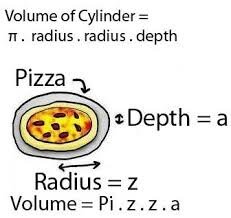 Volume of Cylinder =
π . radius . radius . depth
Pizza
Depth = a
Radius = z
Volume = Pi . z . z . a